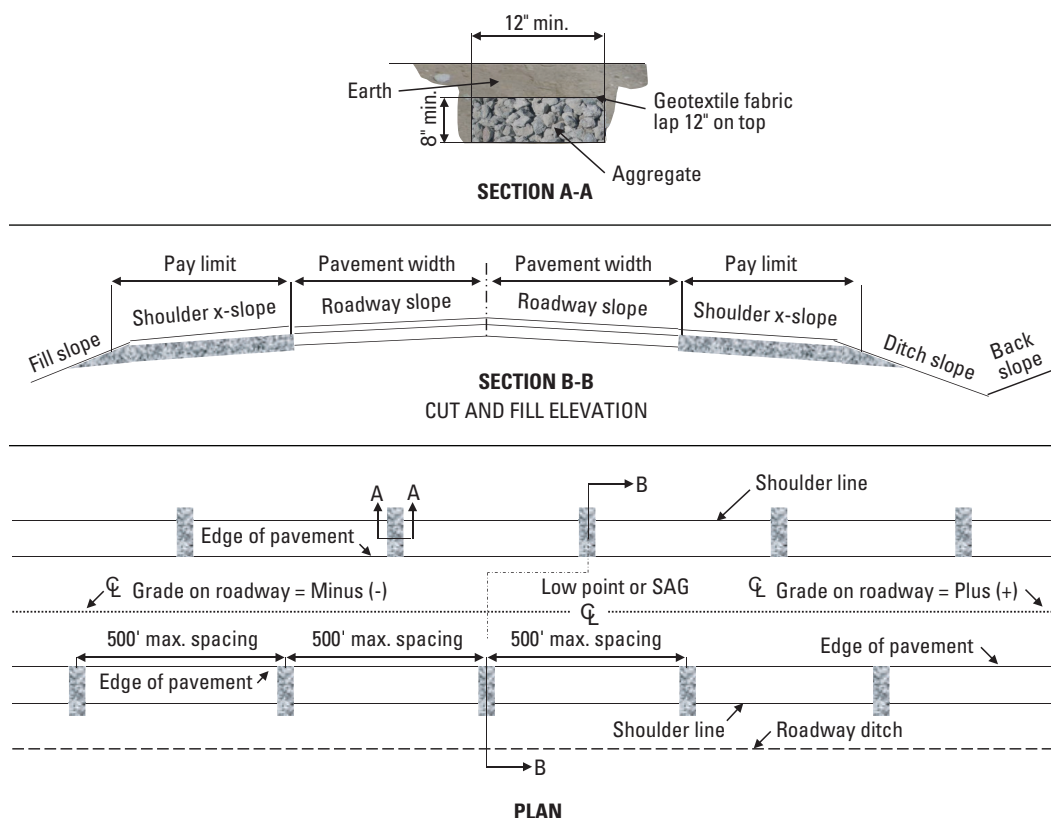 12" min.
Earth
8" min.
Geotextile fabric
lap 12" on top
Aggregate
SECTION A-A
Pay limit
Pavement width
Pavement width
Pay limit
Shoulder x-slope
Roadway slope
Roadway slope
Shoulder x-slope
Fill slope
Ditch slope
Back
slope
SECTION B-B
CUT AND FILL ELEVATION
A
A
B
Shoulder line
Edge of pavement
℄ Grade on roadway = Minus (-)
Low point or SAG
℄
℄ Grade on roadway = Plus (+)
500' max. spacing
500' max. spacing
500' max. spacing
Edge of pavement
Edge of pavement
Shoulder line
Roadway ditch
B
PLAN